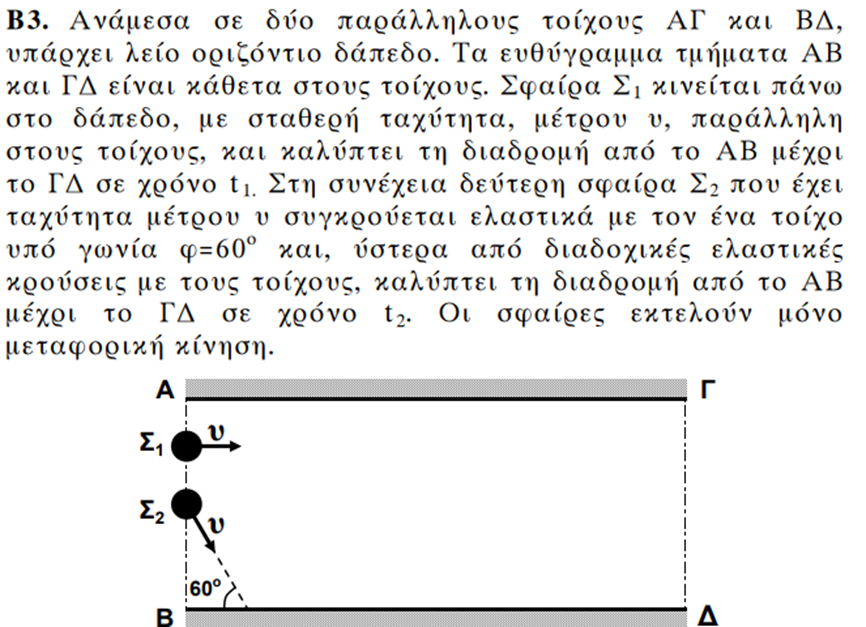 Β3. Ανάμεσα σε δύο παράλληλους τοίχους ΑΓ και ΒΔ,
υπάρχει λείο οριζόντιο δάπεδο. Τα ευθύγραμμα τμήματα ΑΒ
και ΓΔ είναι κάθετα στους τοίχους. Σφαίρα Σ₁ κινείται πάνω
στο δάπεδο, με σταθερή ταχύτητα, μέτρου υ, παράλληλη
στους τοίχους, και καλύπτει τη διαδρομή από το ΑΒ μέχρι
το ΓΔ σε χρόνο t₁. Στη συνέχεια δεύτερη σφαίρα Σ₂ που έχει
ταχύτητα μέτρου υ συγκρούεται ελαστικά με τον ένα τοίχο
υπό γωνία φ=60° και, ύστερα από διαδοχικές ελαστικές
κρούσεις με τους τοίχους, καλύπτει τη διαδρομή από το ΑΒ
μέχρι το ΓΔ σε χρόνο t₂. Οι σφαίρες εκτελούν μόνο
μεταφορική κίνηση.
Α Γ
Σ₁ υ
Σ₂ υ
60°
Β Δ